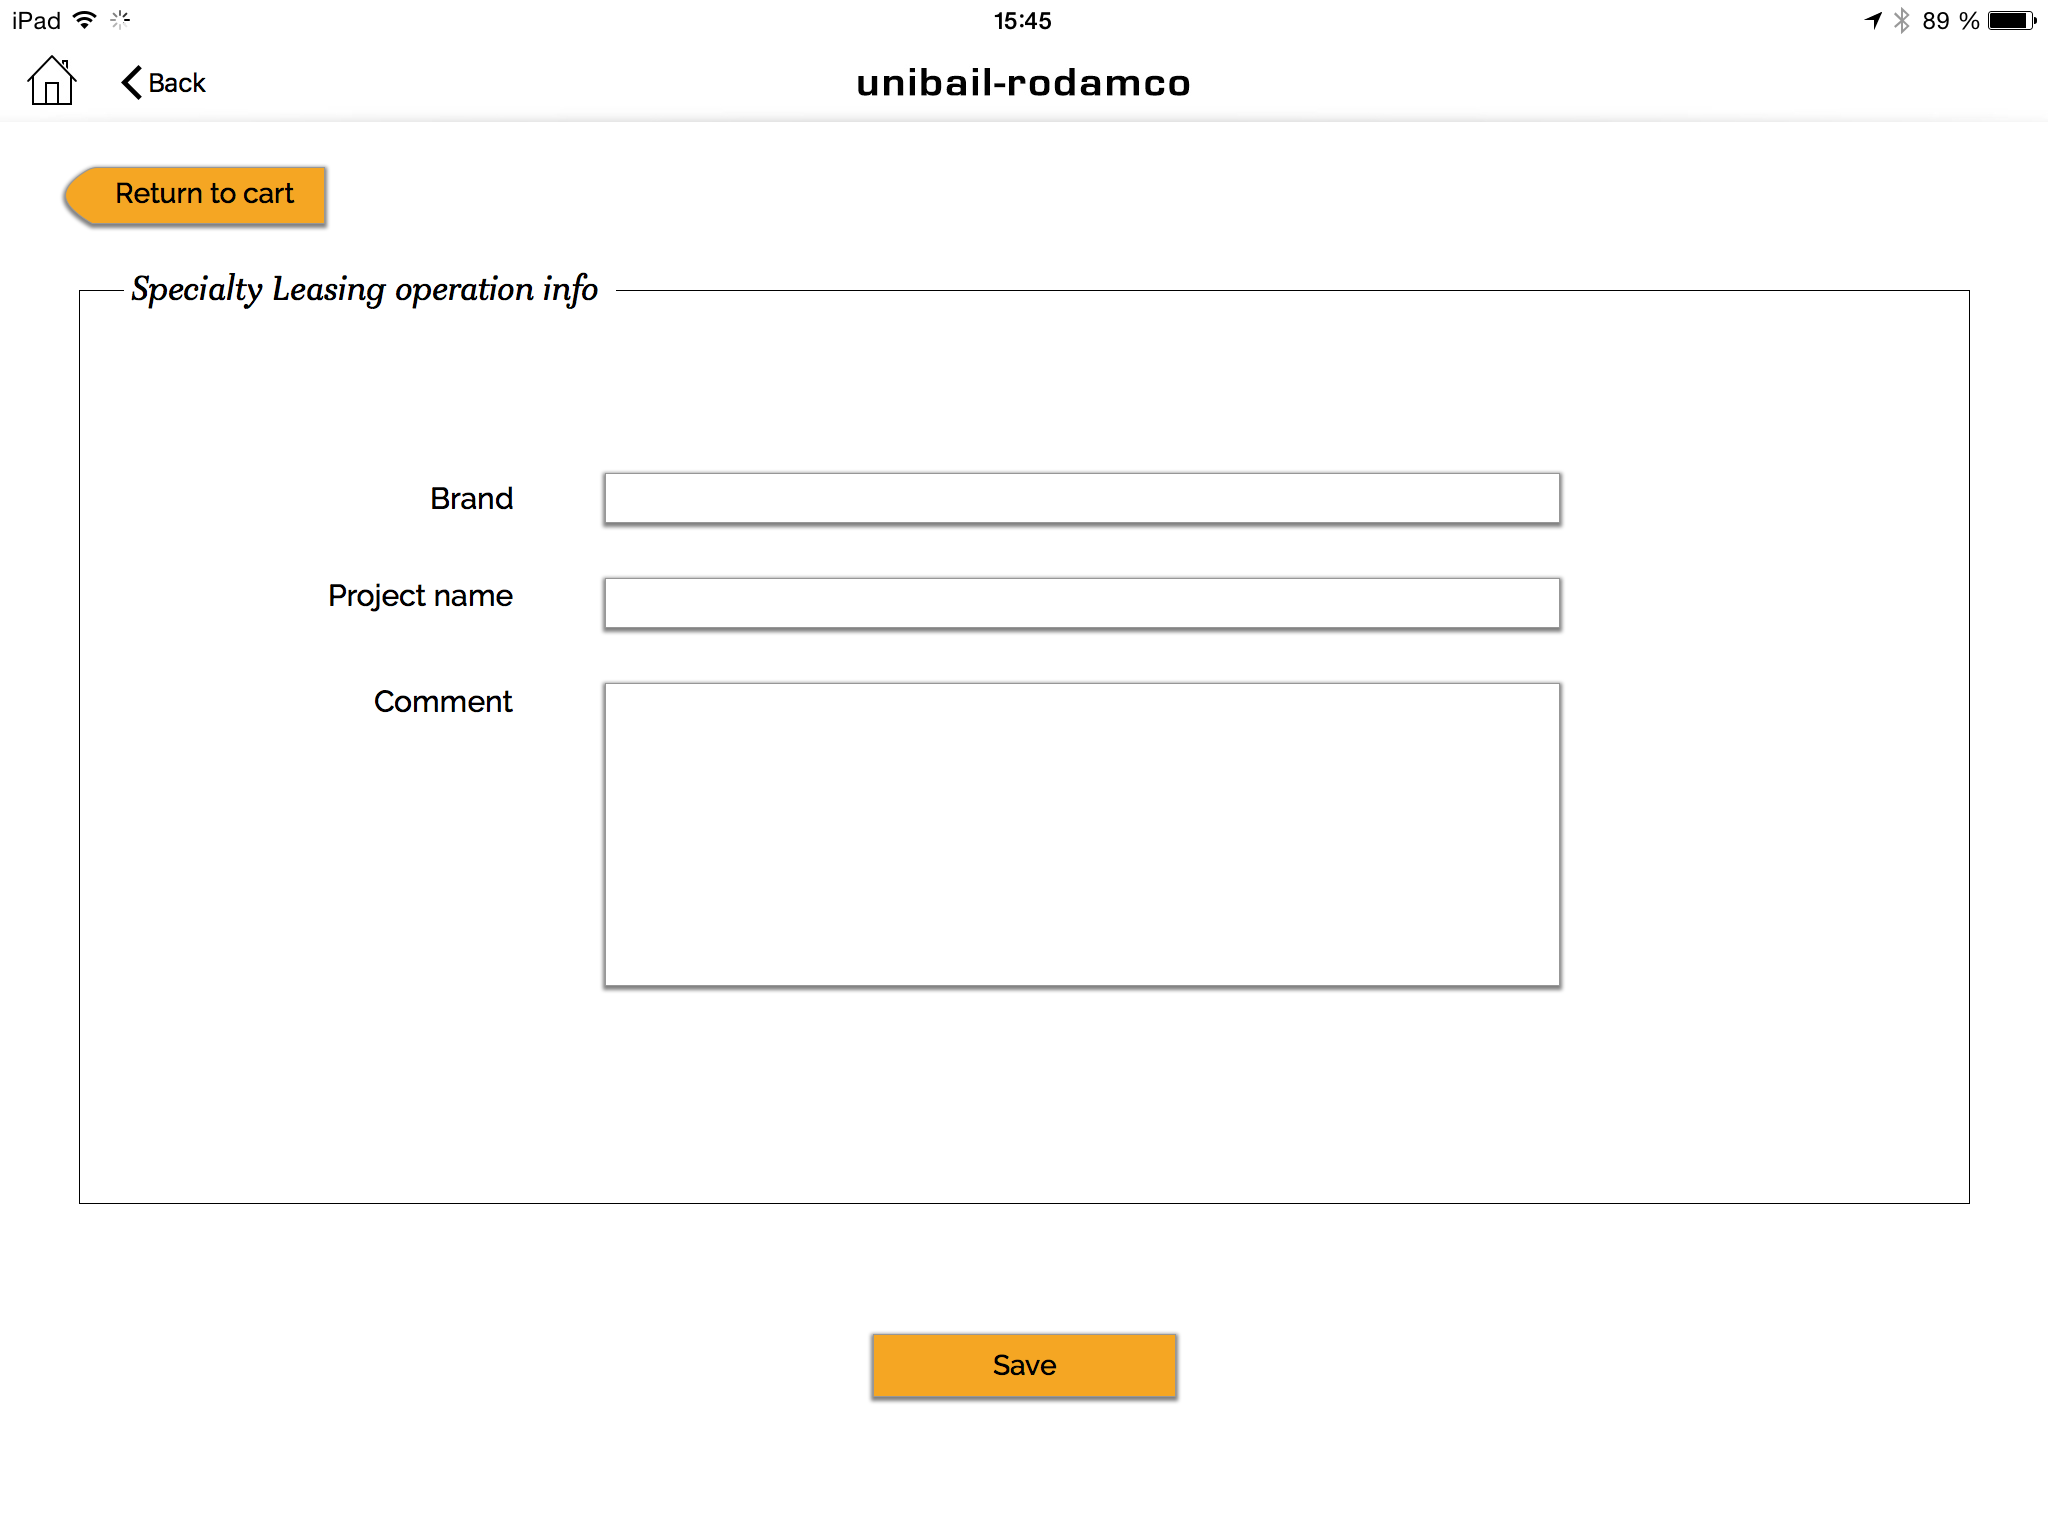 iPad 15:45 89 %
Back unibail-rodamco
Return to cart
Specialty Leasing operation info
Brand
Project name
Comment
Save